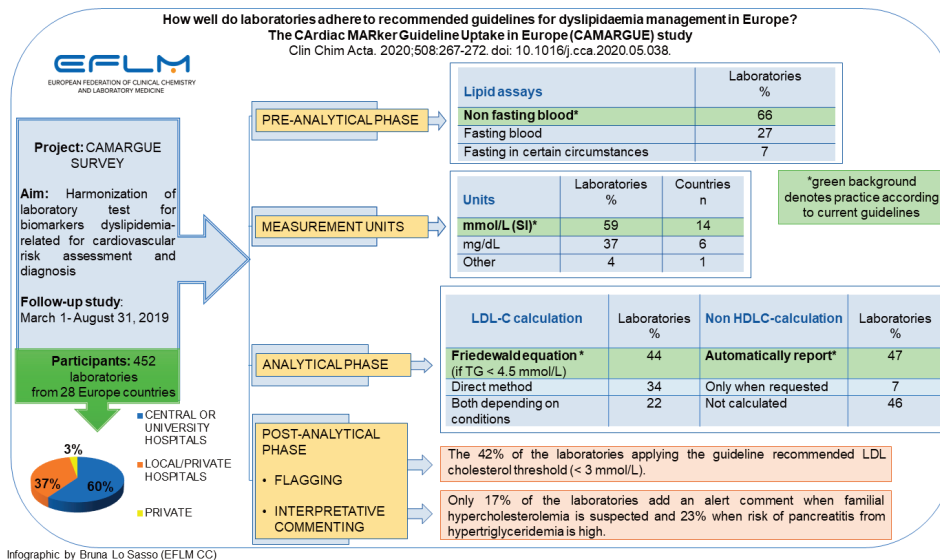 How well do laboratories adhere to recommended guidelines for dyslipidaemia management in Europe?
The CArdiac MARker Guideline Uptake in Europe (CAMARGUE) study
Clin Chim Acta. 2020;508:267-272. doi: 10.1016/j.cca.2020.05.038.
EFLM
EUROPEAN FEDERATION OF CLINICAL CHEMISTRY
AND LABORATORY MEDICINE
Project: CAMARGUE
SURVEY
Aim: Harmonization of
laboratory test for
biomarkers dyslipidemia-
related for cardiovascular
risk assessment and
diagnosis
Follow-up study:
March 1- August 31, 2019
Participants: 452
laboratories
from 28 Europe countries
CENTRAL OR
UNIVERSITY
HOSPITALS
LOCAL/PRIVATE
HOSPITALS
PRIVATE
3%
37%
60%
PRE-ANALYTICAL PHASE
Lipid assays Laboratories
%
Non fasting blood* 66
Fasting blood 27
Fasting in certain circumstances 7
*green background
denotes practice according
to current guidelines
MEASUREMENT UNITS
Units Laboratories
% Countries
n
mmol/L (SI)* 59 14
mg/dL 37 6
Other 4 1
ANALYTICAL PHASE
LDL-C calculation Laboratories
% Non HDLC-calculation Laboratories
%
Friedewald equation * 44 Automatically report* 47
(if TG < 4.5 mmol/L)
Direct method 34 Only when requested 7
Both depending on 22 Not calculated 46
conditions
POST-ANALYTICAL
PHASE
• FLAGGING
• INTERPRETATIVE
COMMENTING
The 42% of the laboratories applying the guideline recommended LDL
cholesterol threshold (< 3 mmol/L).
Only 17% of the laboratories add an alert comment when familial
hypercholesterolemia is suspected and 23% when risk of pancreatitis from
hypertriglyceridemia is high.
Infographic by Bruna Lo Sasso (EFLM CC)